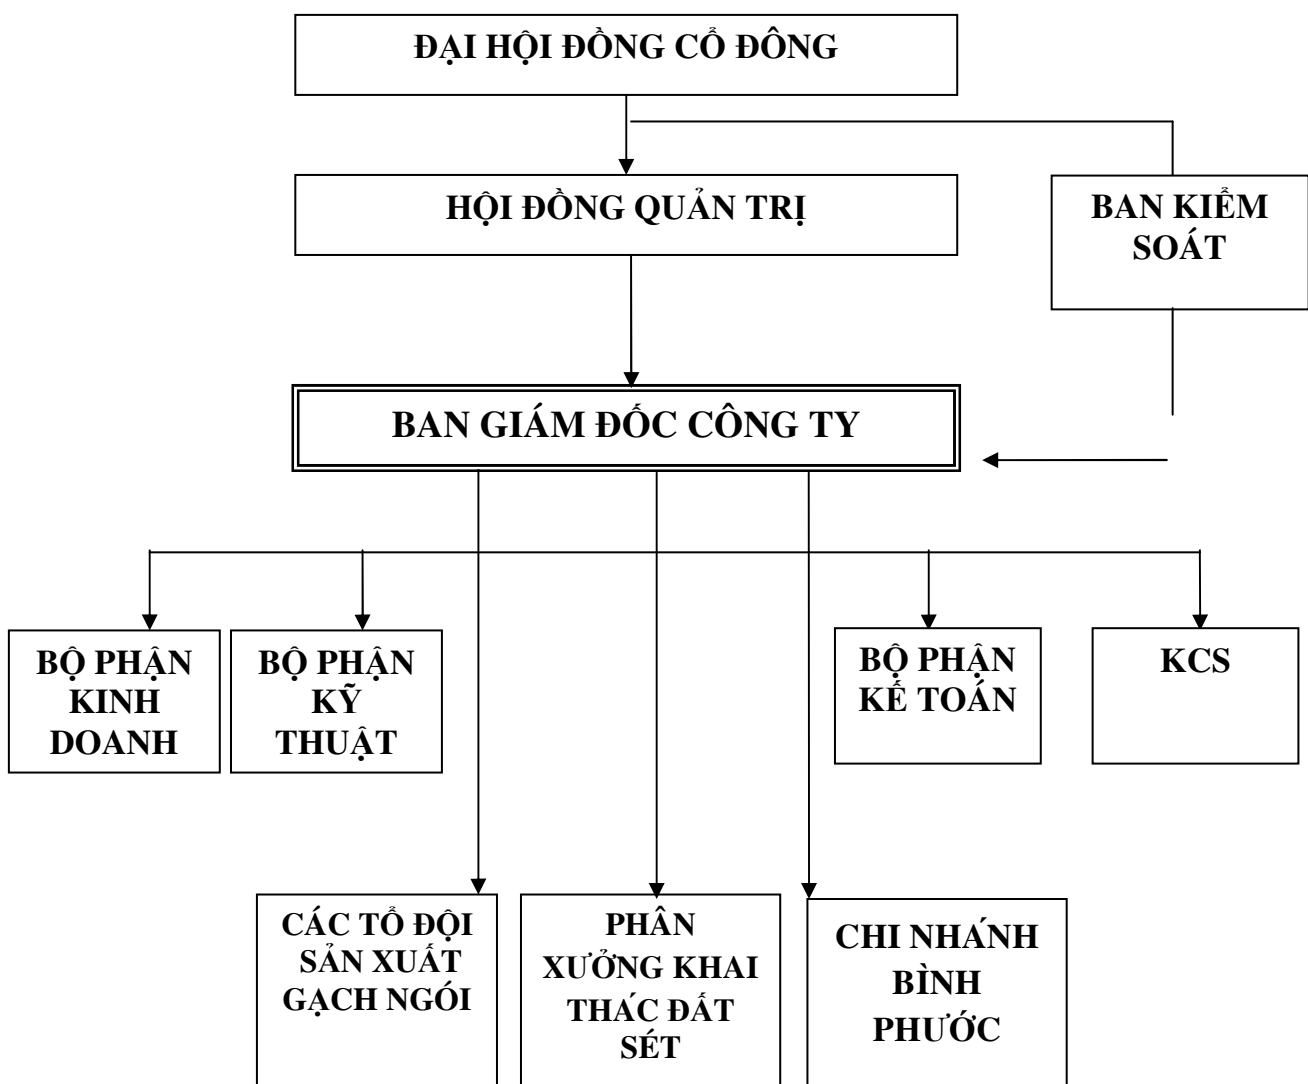 ĐẠI HỘI ĐỒNG CỔ ĐÔNG
HỘI ĐỒNG QUẢN TRỊ
BAN KIỂM
SOÁT
BAN GIÁM ĐỐC CÔNG TY
BỘ PHẬN
KINH
DOANH
BỘ PHẬN
KỸ
THUẬT
BỘ PHẬN
KẾ TOÁN
KCS
CÁC TỔ ĐỘI
SẢN XUẤT
GẠCH NGÓI
PHÂN
XƯỞNG KHAI
THÁC ĐẤT
SÉT
CHI NHÁNH
BÌNH
PHƯỚC